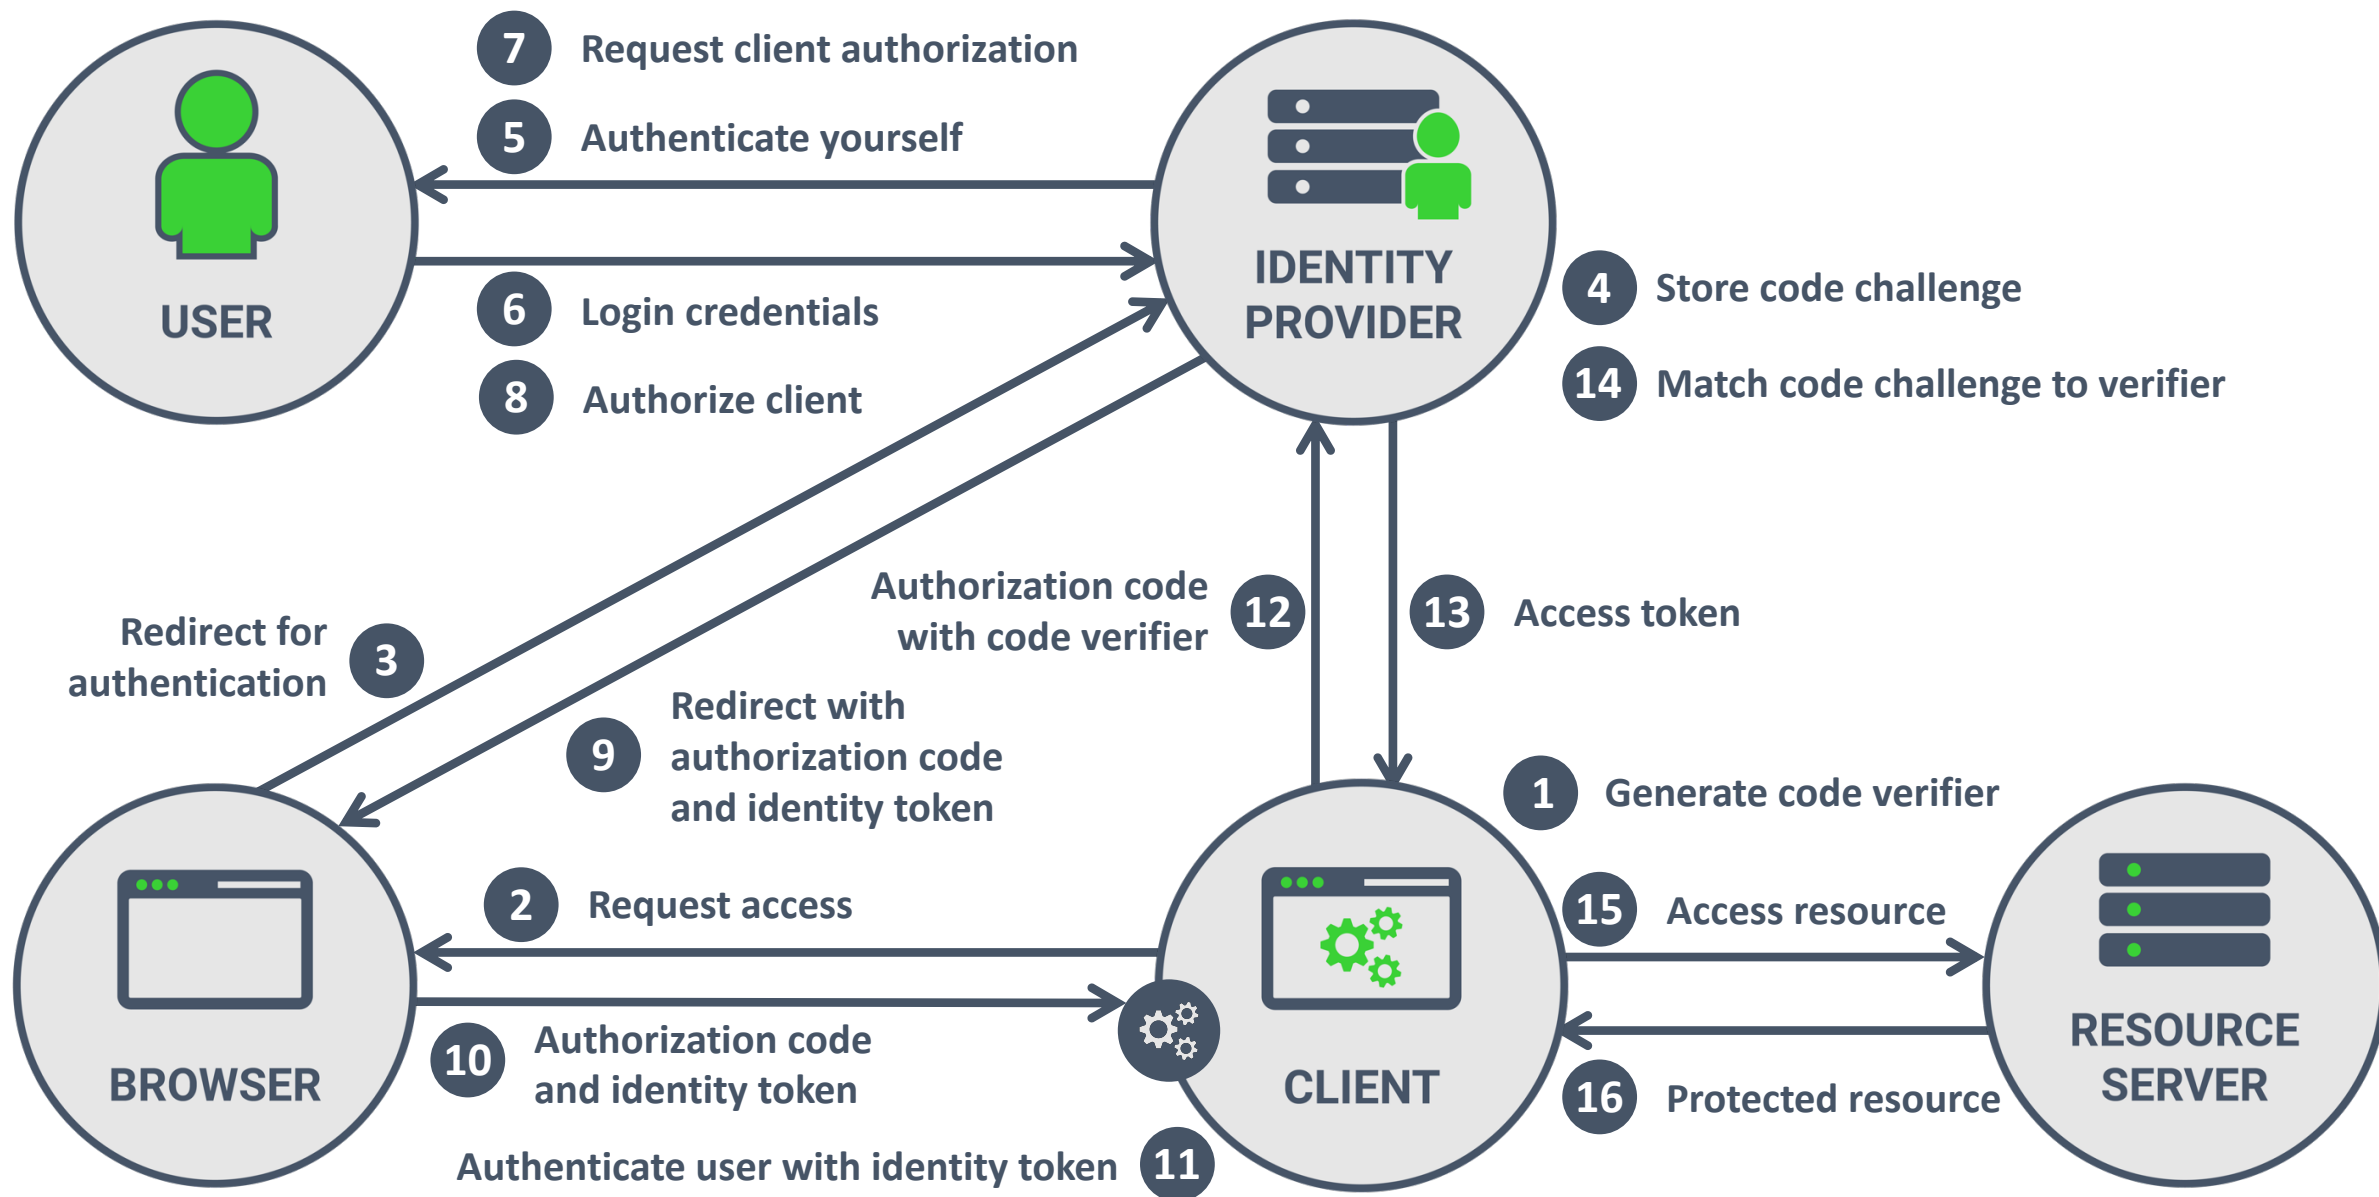 7 Request client authorization
5 Authenticate yourself
USER
6 Login credentials
8 Authorize client
IDENTITY
PROVIDER
4 Store code challenge
14 Match code challenge to verifier
Redirect for
authentication
3
Authorization code
with code verifier
12
13 Access token
9
Redirect with
authorization code
and identity token
1 Generate code verifier
2 Request access
BROWSER
10
Authorization code
and identity token
Authenticate user with identity token 11
CLIENT
15 Access resource
16 Protected resource
RESOURCE
SERVER